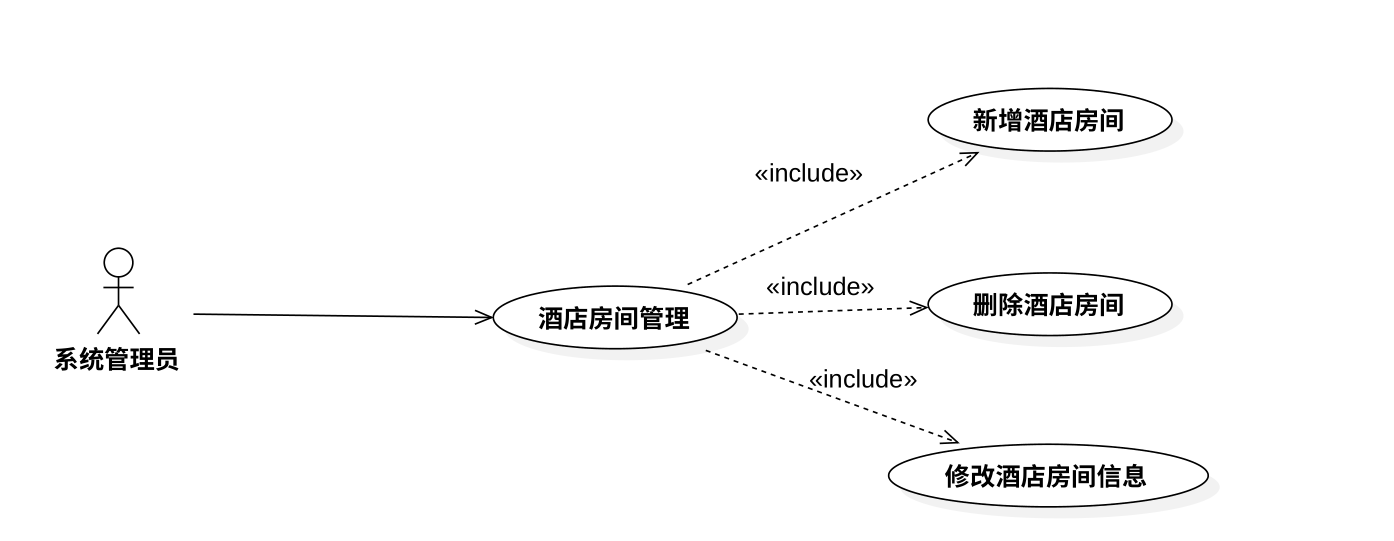 新增酒店房间
«include»
«include»
删除酒店房间
酒店房间管理
系统管理员
«include»
修改酒店房间信息